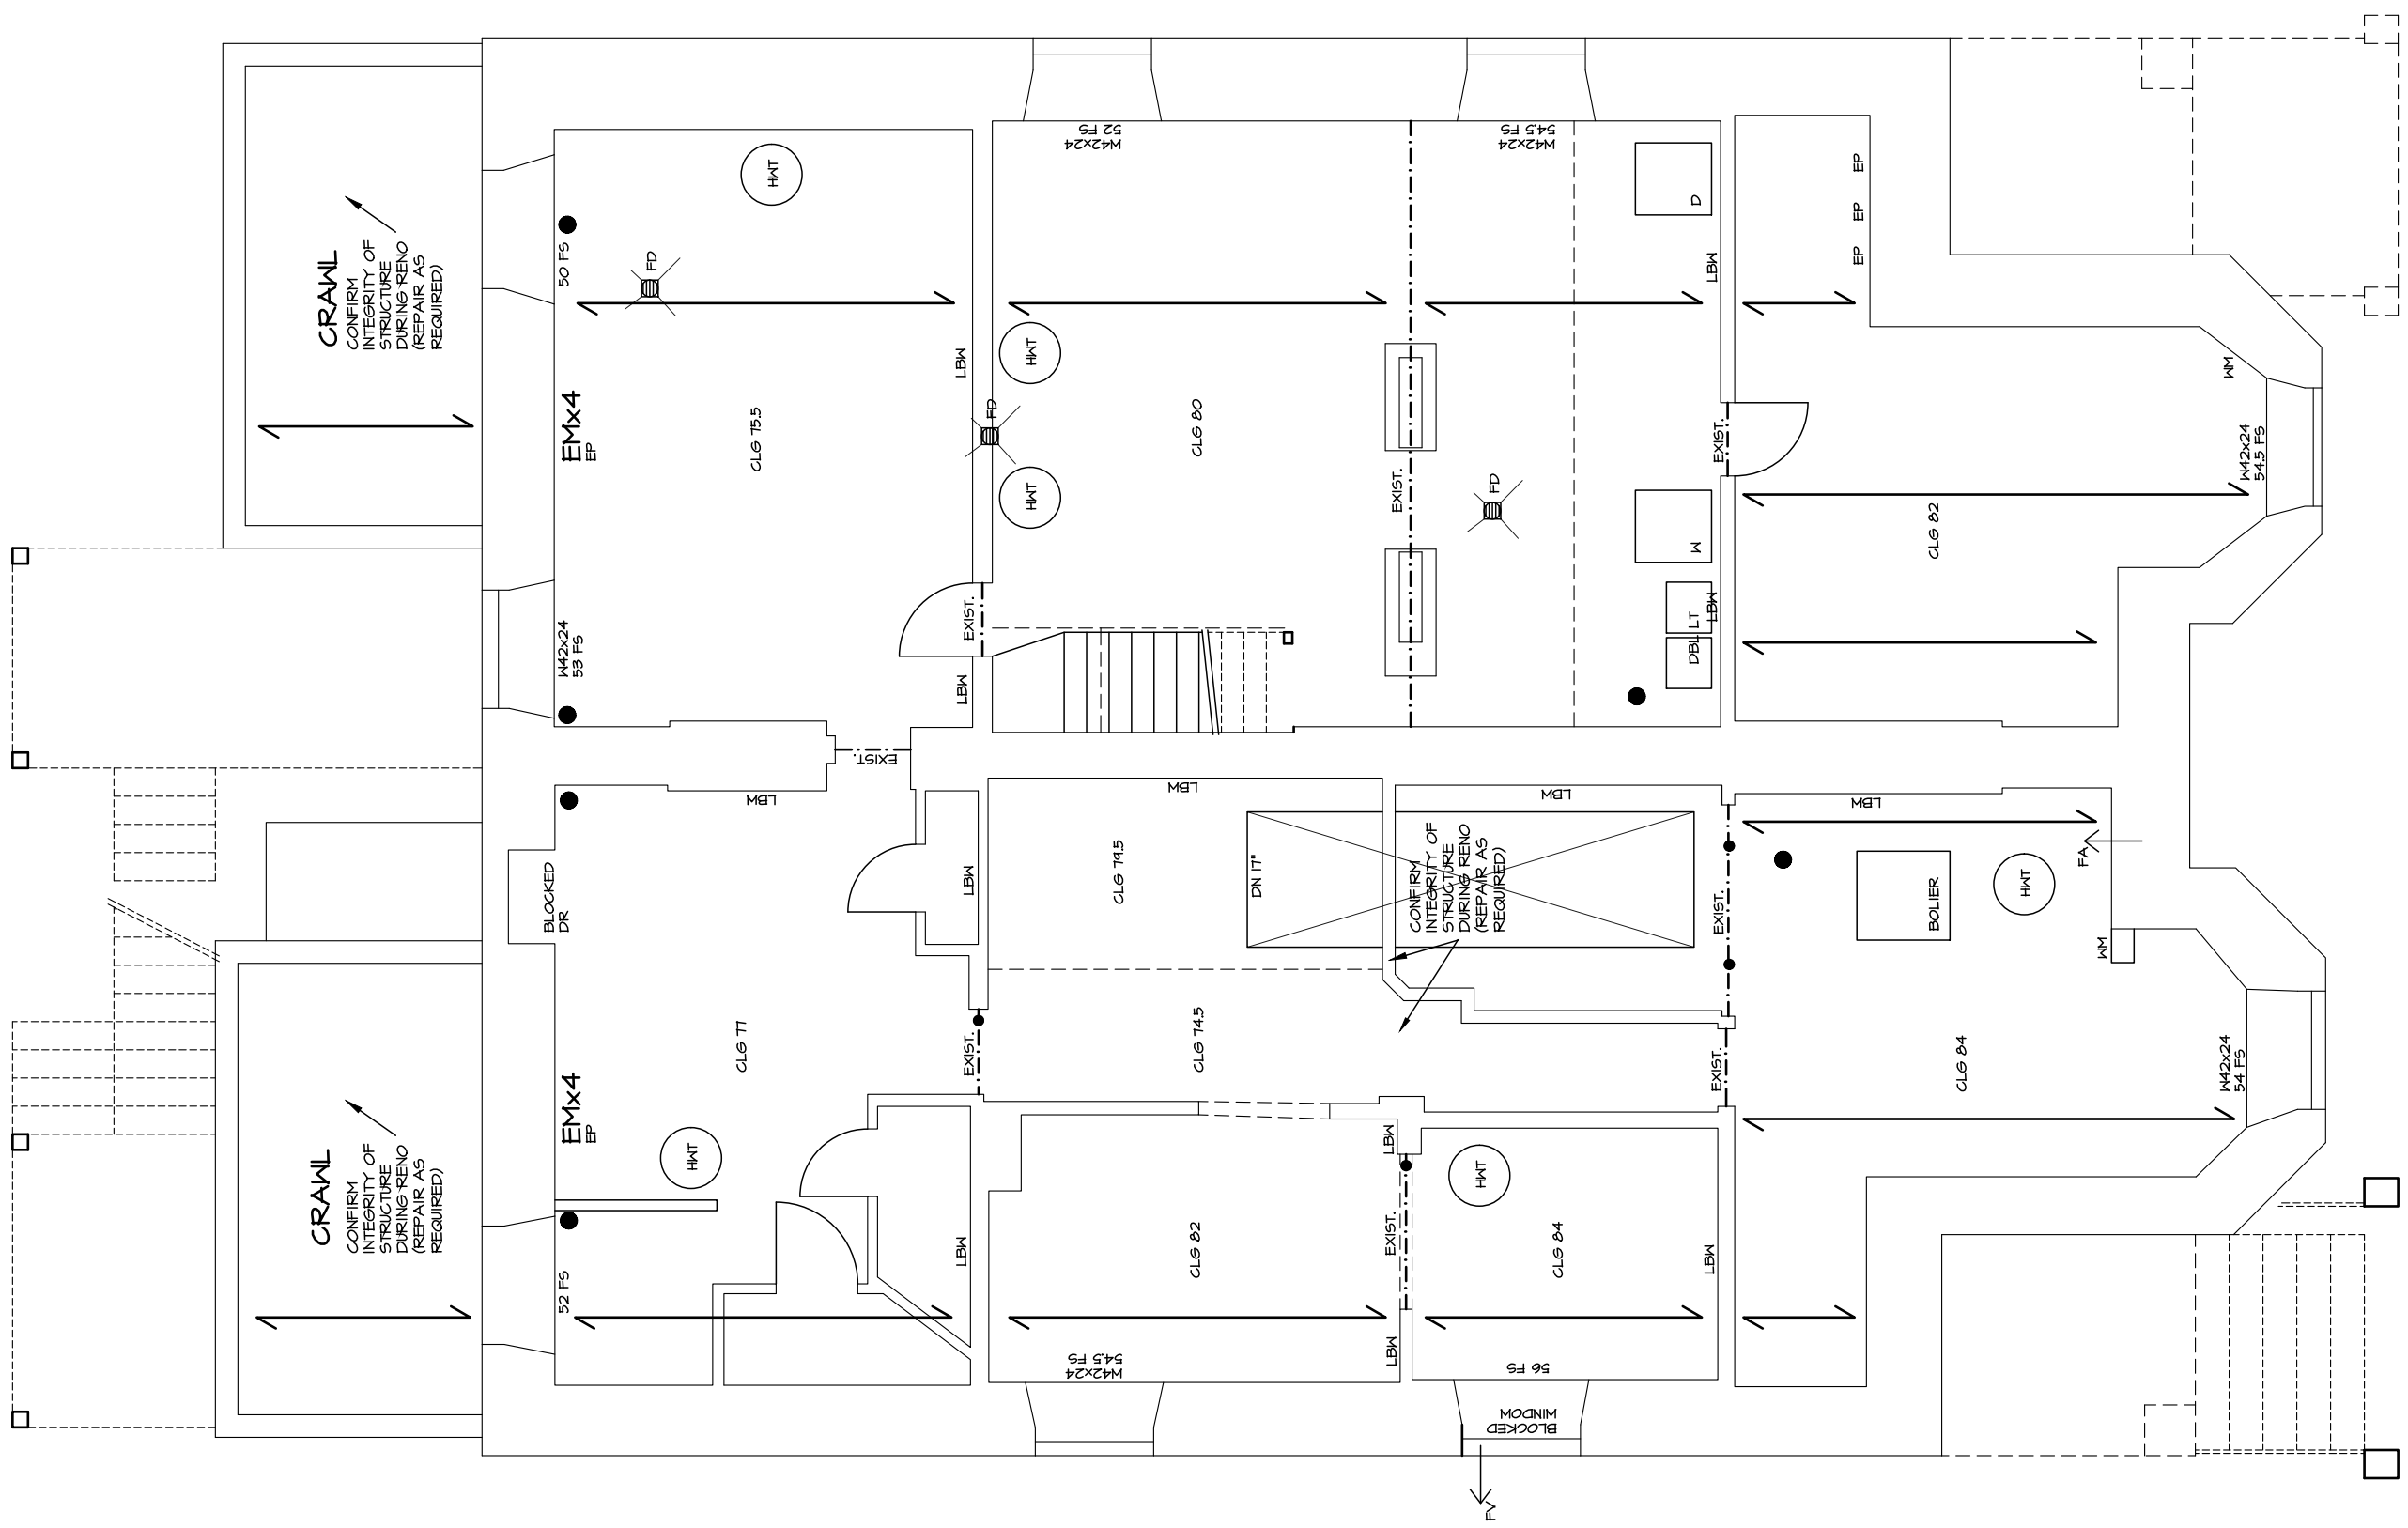 CRAWL
CONFIRM
INTEGRITY OF
STRUCTURE
DURING RENO
(REPAIR AS
REQUIRED)
50 FS
EMx4
EP
W42x24
53 FS
HWT
FD
CLG 75.5
LBW
EXIST.
LBW
EXIST.
W42x24
52 FS
HWT
FD
HWT
CLG 80
EXIST.
W42x24
54.5 FS
FD
D
LBW
W
DBL LT
LBW
EXIST.
EP
EP
EP
CLG 82
WM
W42x24
54.5 FS
CRAWL
CONFIRM
INTEGRITY OF
STRUCTURE
DURING RENO
(REPAIR AS
REQUIRED)
BLOCKED
DR
LBW
LBW
CLG 77
EMx4
EP
HWT
52 FS
EXIST.
LBW
LBW
CLG 79.5
DN 17"
CLG 74.5
CONFIRM
INTEGRITY OF
STRUCTURE
DURING RENO
(REPAIR AS
REQUIRED)
LBW
EXIST.
EXIST.
LBW
FA
BOLIER
HWT
WM
CLG 84
W42x24
54 FS
CLG 82
W42x24
54.5 FS
LBW
EXIST.
LBW
HWT
CLG 84
LBW
56 FS
BLOCKED
WINDOW
FV